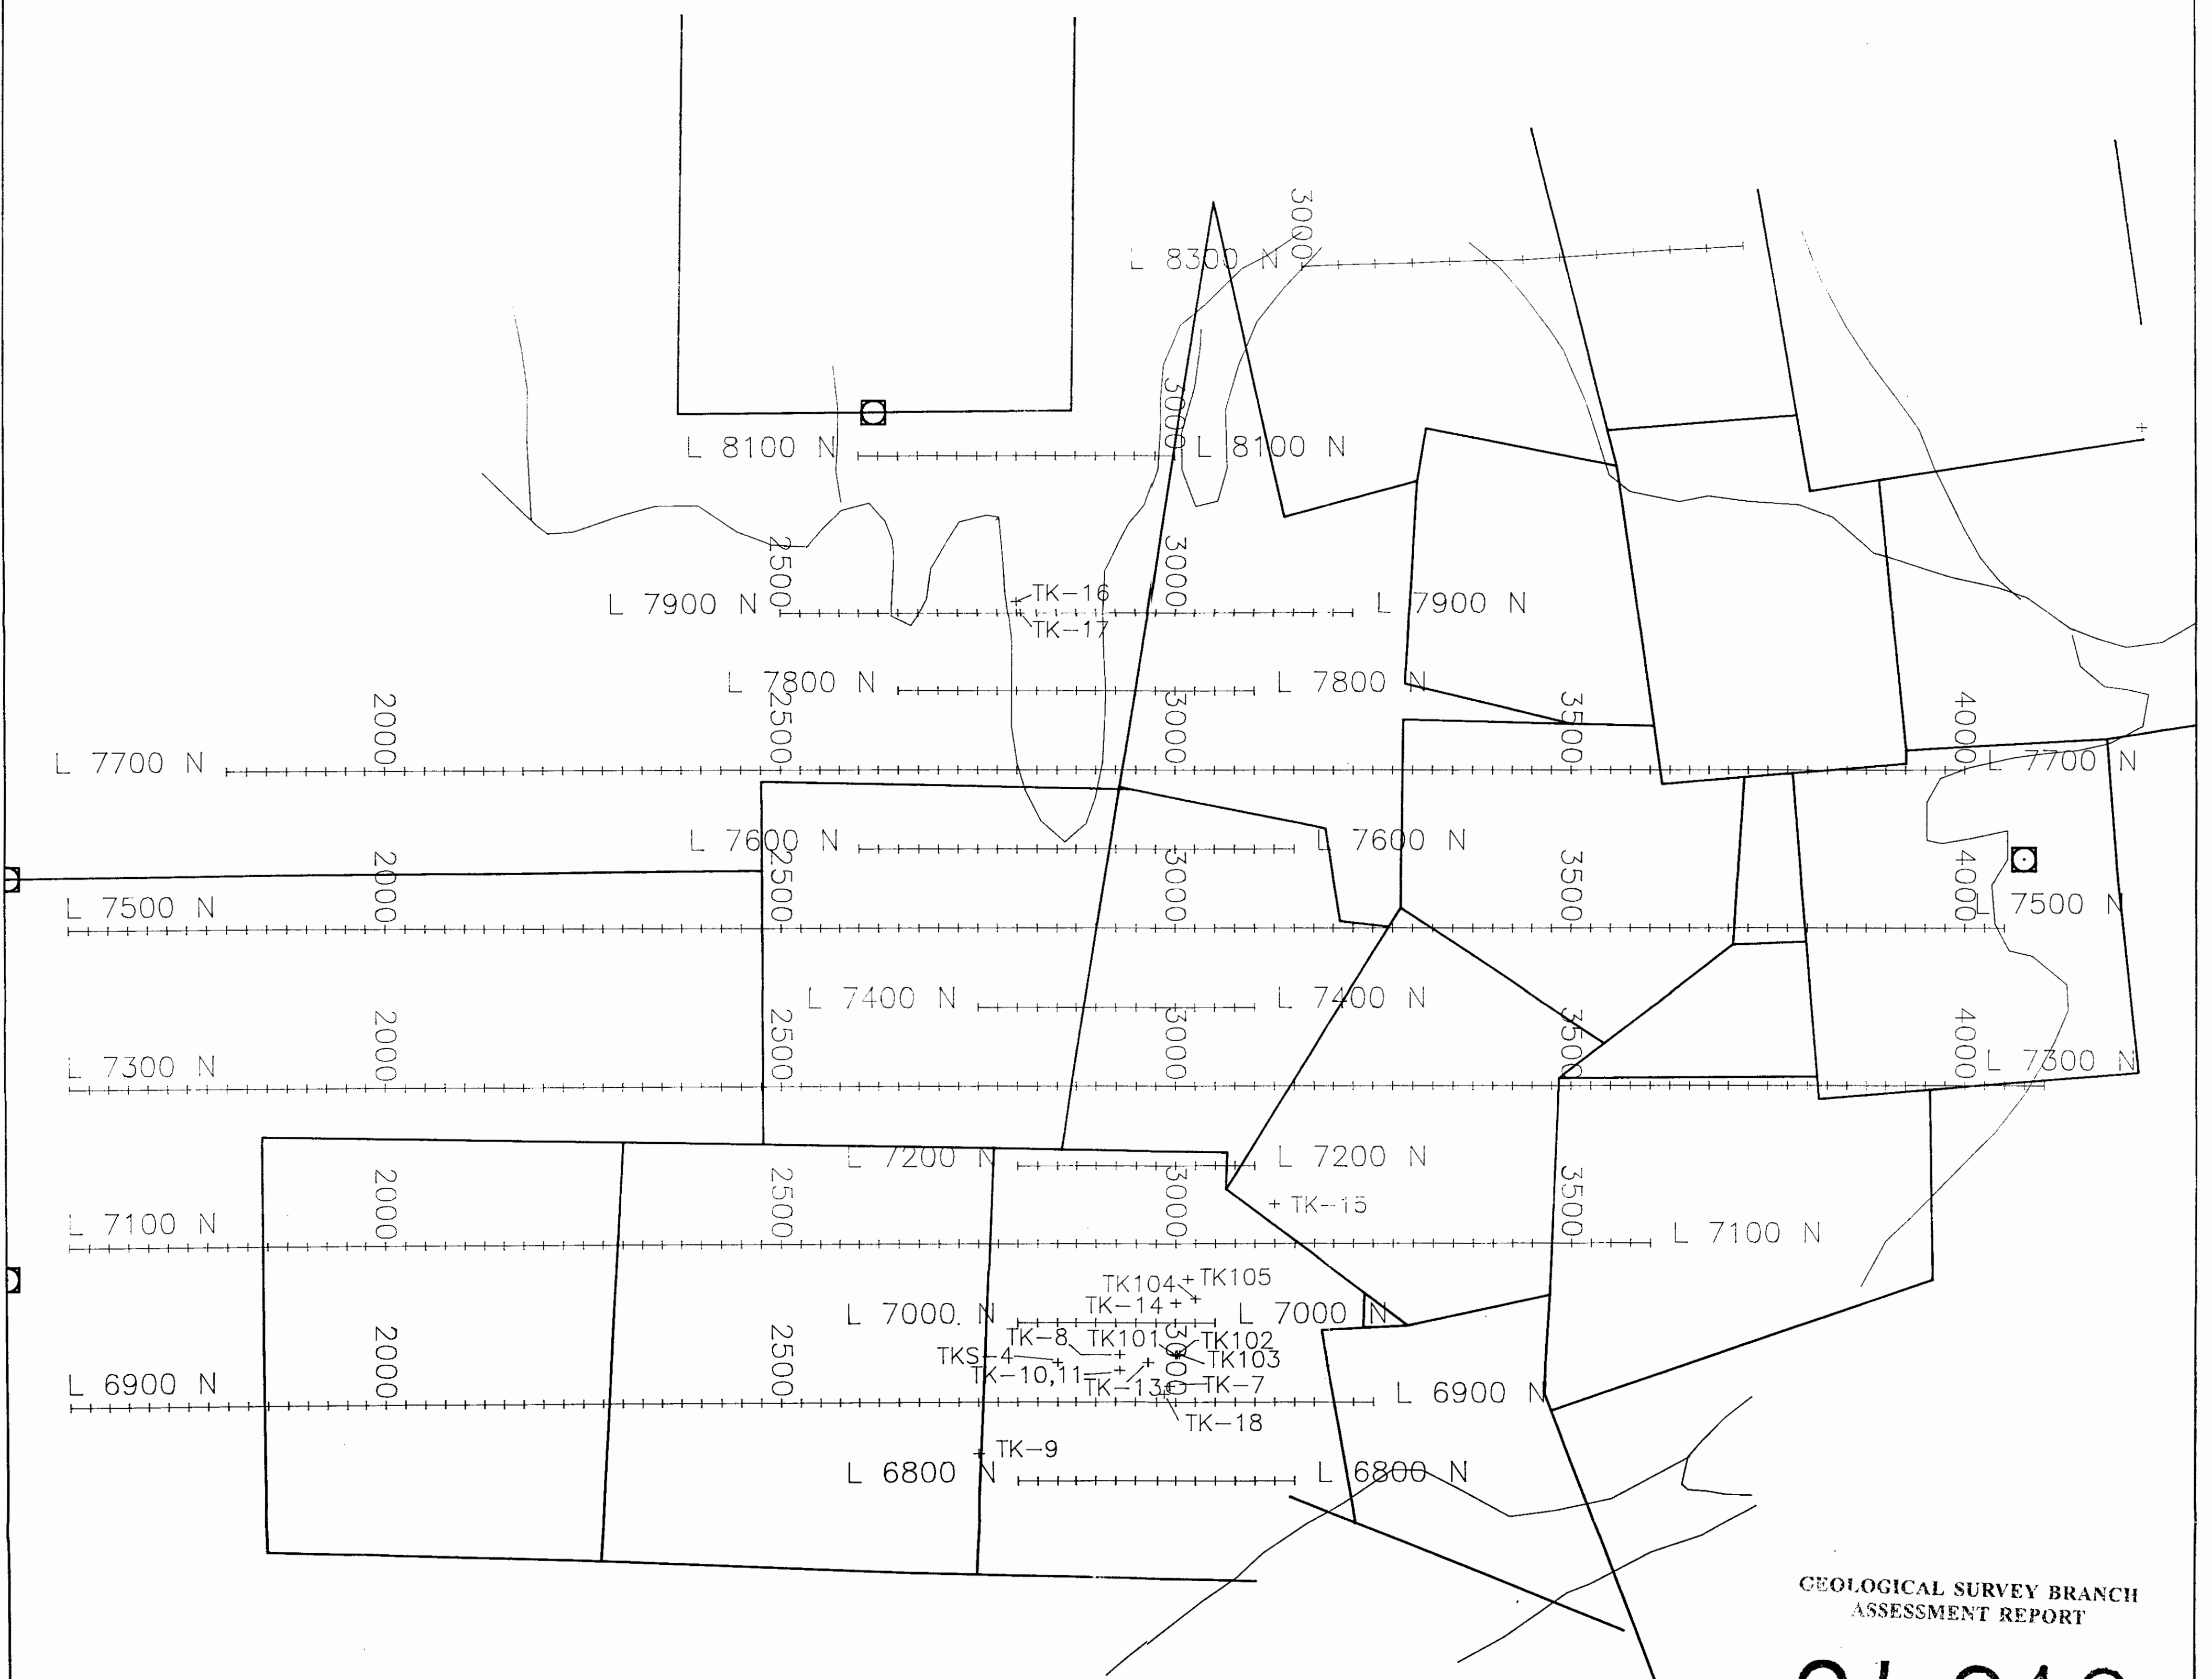 3000
L 8300 N
3000
L 8100 N
L 8100 N
2500
3000
TK-16
L 7900 N
L 7900 N
TK-17
L 7800 N
L 7800 N
2000
2500
3000
3500
4000
L 7700 N
L 7700 N
L 7600 N
L 7600 N
2000
2500
3000
3500
4000
L 7500 N
L 7500 N
L 7400 N
L 7400 N
2000
2500
3000
3500
4000
L 7300 N
L 7300 N
L 7200 N
L 7200 N
2000
2500
3000
3500
TK-15
L 7100 N
L 7100 N
TK104
TK105
TK-14
L 7000 N
L 7000 N
2000
2500
3000
TK-8
TK101
TK102
TKS-4
TK103
TK-10,11
TK-13
TK-7
L 6900 N
L 6900 N
TK-18
TK-9
L 6800 N
L 6800 N
GEOLOGICAL SURVEY BRANCH
ASSESSMENT REPORT